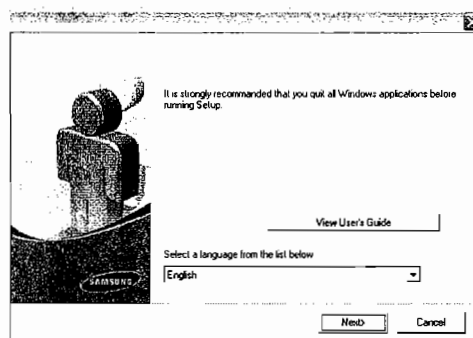 It is strongly recommanded that you quit all Windows applications before
running Setup.
View User's Guide
Select a language from the list below
English
SAMSUNG
Next>
Cancel